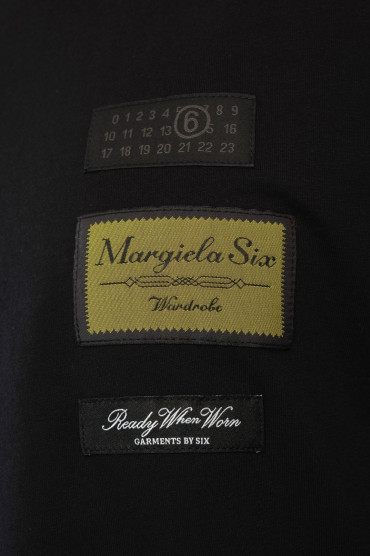 0 1 2 3 4 5 6 7 8 9
10 11 12 13 15 16
17 18 19 20 21 22 23
Margiela Six
Wardrobe
Ready When Worn
GARMENTS BY SIX